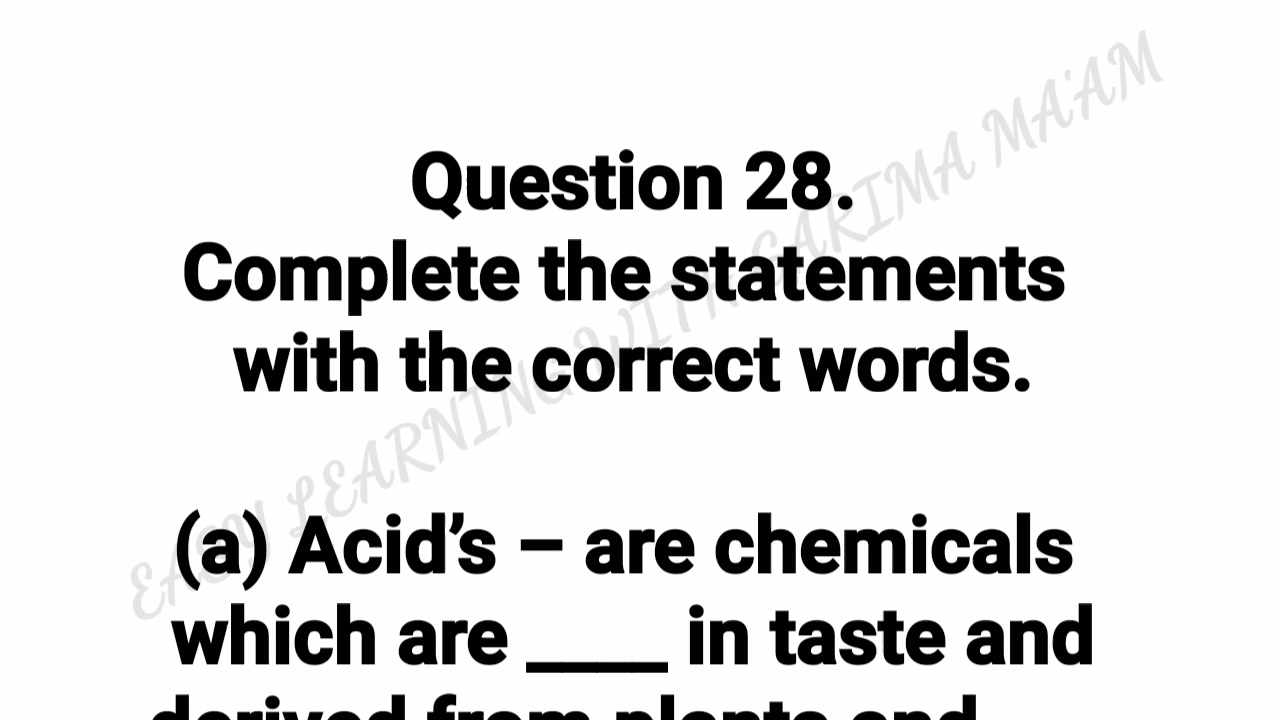 EASY LEARNING WITH GARIMA MA'AM
Question 28.
Complete the statements
with the correct words.
(a) Acid’s – are chemicals
which are ____ in taste and
derived from plants and